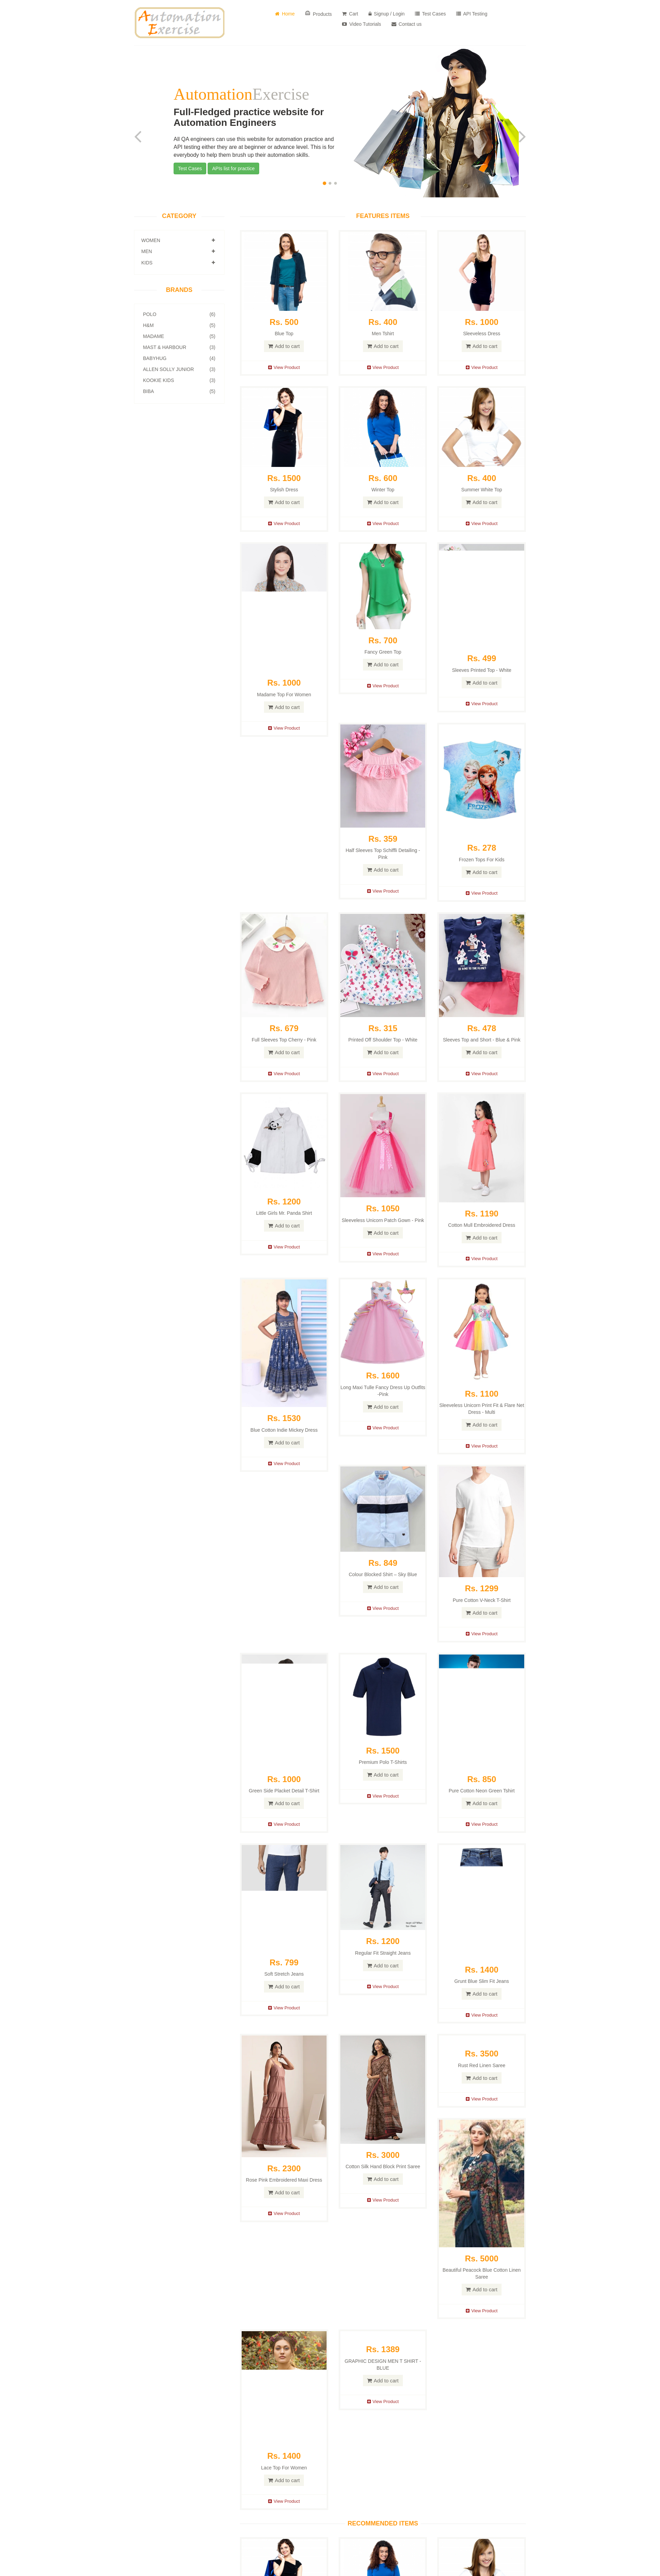 Automation
Exercise
Home
Products
Cart
Signup / Login
Test Cases
API Testing
Video Tutorials
Contact us
AutomationExercise
Full-Fledged practice website for
Automation Engineers
All QA engineers can use this website for automation practice and
API testing either they are at beginner or advance level. This is for
everybody to help them brush up their automation skills.
Test Cases
APIs list for practice
CATEGORY
WOMEN
MEN
KIDS
BRANDS
POLO (6)
H&M (5)
MADAME (5)
MAST & HARBOUR (3)
BABYHUG (4)
ALLEN SOLLY JUNIOR (3)
KOOKIE KIDS (3)
BIBA (5)
FEATURES ITEMS
Rs. 500
Blue Top
Add to cart
View Product
Rs. 400
Men Tshirt
Add to cart
View Product
Rs. 1000
Sleeveless Dress
Add to cart
View Product
Rs. 1500
Stylish Dress
Add to cart
View Product
Rs. 600
Winter Top
Add to cart
View Product
Rs. 400
Summer White Top
Add to cart
View Product
Rs. 1000
Madame Top For Women
Add to cart
View Product
Rs. 700
Fancy Green Top
Add to cart
View Product
Rs. 499
Sleeves Printed Top - White
Add to cart
View Product
Rs. 359
Half Sleeves Top Schiffli Detailing -
Pink
Add to cart
View Product
FROZEN
Rs. 278
Frozen Tops For Kids
Add to cart
View Product
Rs. 679
Full Sleeves Top Cherry - Pink
Add to cart
View Product
Rs. 315
Printed Off Shoulder Top - White
Add to cart
View Product
Rs. 478
Sleeves Top and Short - Blue & Pink
Add to cart
View Product
Rs. 1200
Little Girls Mr. Panda Shirt
Add to cart
View Product
Rs. 1050
Sleeveless Unicorn Patch Gown - Pink
Add to cart
View Product
Rs. 1190
Cotton Mull Embroidered Dress
Add to cart
View Product
Rs. 1530
Blue Cotton Indie Mickey Dress
Add to cart
View Product
Rs. 1600
Long Maxi Tulle Fancy Dress Up Outfits
-Pink
Add to cart
View Product
Rs. 1100
Sleeveless Unicorn Print Fit & Flare Net
Dress - Multi
Add to cart
View Product
Rs. 849
Colour Blocked Shirt – Sky Blue
Add to cart
View Product
Rs. 1299
Pure Cotton V-Neck T-Shirt
Add to cart
View Product
Rs. 1000
Green Side Placket Detail T-Shirt
Add to cart
View Product
Rs. 1500
Premium Polo T-Shirts
Add to cart
View Product
Rs. 850
Pure Cotton Neon Green Tshirt
Add to cart
View Product
Rs. 799
Soft Stretch Jeans
Add to cart
View Product
Rs. 1200
Regular Fit Straight Jeans
Add to cart
View Product
Rs. 1400
Grunt Blue Slim Fit Jeans
Add to cart
View Product
Rs. 2300
Rose Pink Embroidered Maxi Dress
Add to cart
View Product
Rs. 3000
Cotton Silk Hand Block Print Saree
Add to cart
View Product
Rs. 3500
Rust Red Linen Saree
Add to cart
View Product
Rs. 5000
Beautiful Peacock Blue Cotton Linen
Saree
Add to cart
View Product
Rs. 1400
Lace Top For Women
Add to cart
View Product
Rs. 1389
GRAPHIC DESIGN MEN T SHIRT -
BLUE
Add to cart
View Product
RECOMMENDED ITEMS